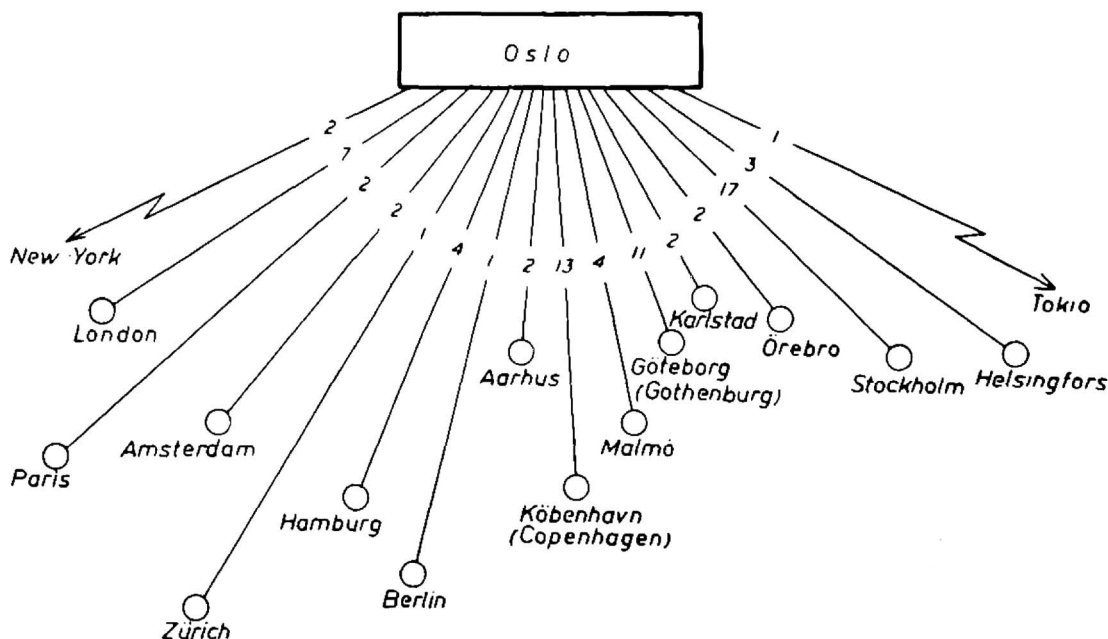 Oslo
2
7
2
2
1
4
1
2
13
4
11
2
2
17
3
1
New York
London
Paris
Amsterdam
Zürich
Hamburg
Berlin
Aarhus
Köbenhavn
(Copenhagen)
Malmö
Göteborg
(Gothenburg)
Karlstad
Örebro
Stockholm
Helsingfors
Tokio